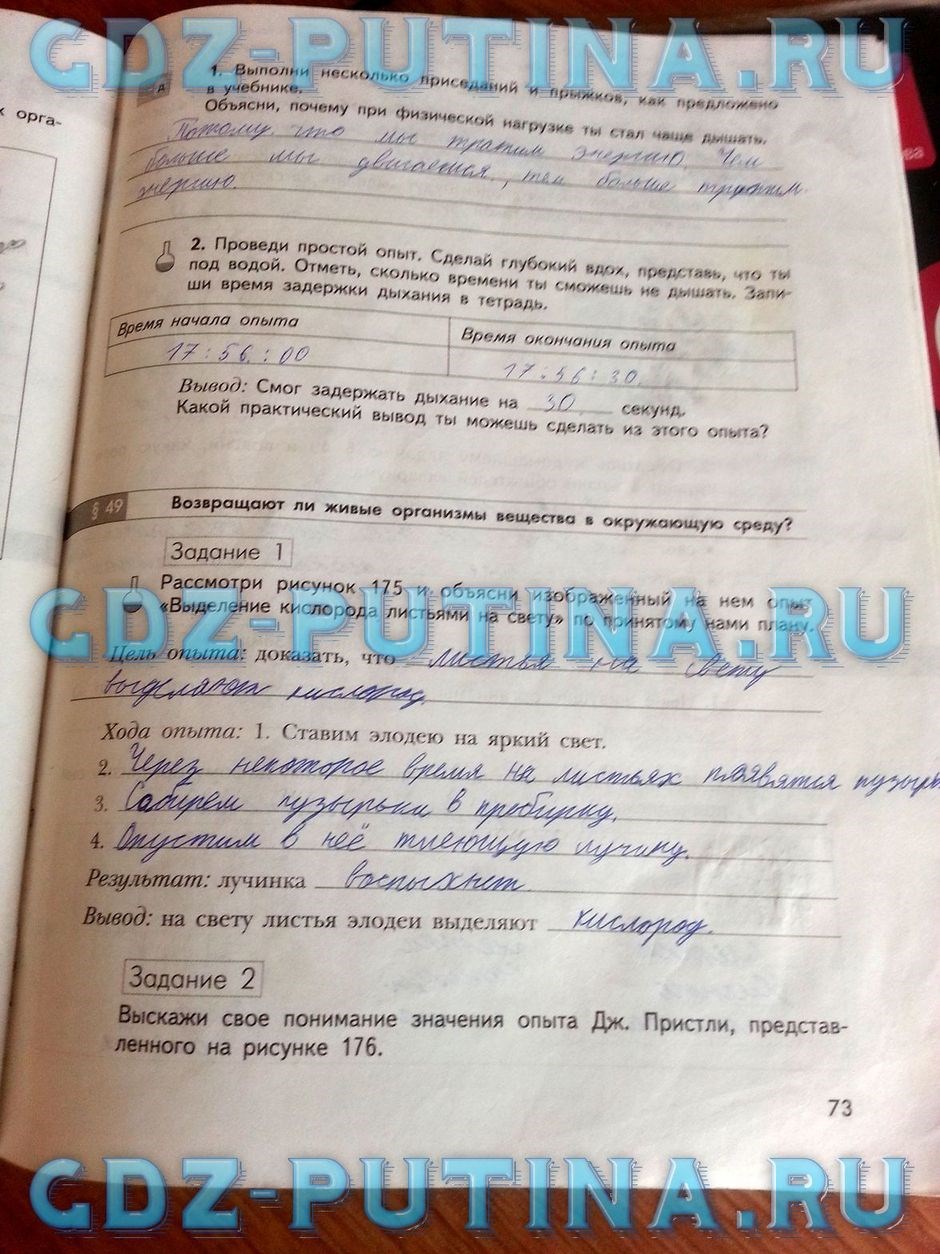 GDZ-PUTINA.RU
х орга-
д
1. Выполни несколько приседаний и прыжков, как предложено
в учебнике.
Объясни, почему при физической нагрузке ты стал чаще дышать.
Потому что мы тратим энергию. Чем
больше мы двигаемся, тем больше тратим
энергию.
2. Проведи простой опыт. Сделай глубокий вдох, представь, что ты
под водой. Отметь, сколько времени ты сможешь не дышать. Запи-
ши время задержки дыхания в тетрадь.
Время начала опыта
Время окончания опыта
17:56:00
17:56:30
Вывод: Смог задержать дыхание на 30 секунд.
Какой практический вывод ты можешь сделать из этого опыта?
§ 49 Возвращают ли живые организмы вещества в окружающую среду?
Задание 1
Рассмотри рисунок 175 и объясни изображенный на нем опыт
«Выделение кислорода листьями на свету» по принятому нами плану.
GDZ-PUTINA.RU
Цель опыта: доказать, что листья на свету
выделяют кислород.
Хода опыта: 1. Ставим элодею на яркий свет.
2. Через некоторое время на листьях появятся
3. Соберем пузырьки в пробирку.
4. Опустим в неё тлеющую лучину.
Результат: лучинка воспыхнет
Вывод: на свету листья элодеи выделяют кислород.
Задание 2
Выскажи свое понимание значения опыта Дж. Пристли, представ-
ленного на рисунке 176.
73
GDZ-PUTINA.RU